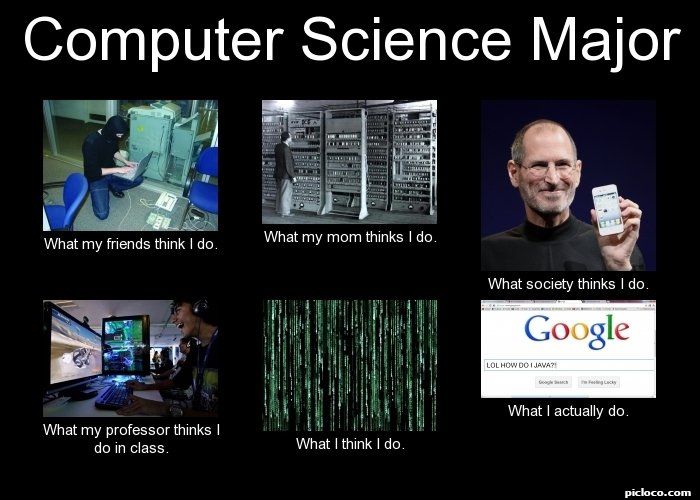 Computer Science Major
What my friends think I do.
What my mom thinks I do.
What society thinks I do.
What my professor thinks I
do in class.
What I think I do.
Google
LOL HOW DO I JAVA?!
Google Search
I'm Feeling Lucky
What I actually do.
picloco.com